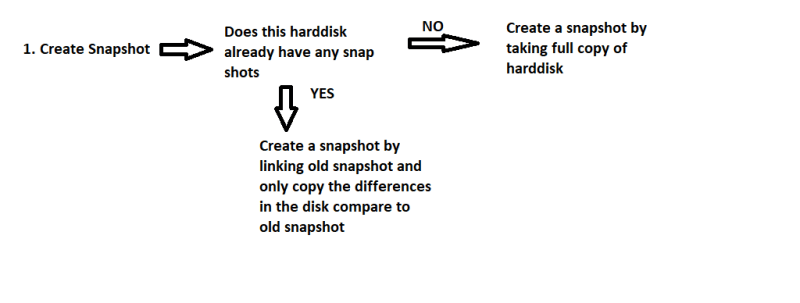 1. Create Snapshot
Does this harddisk
already have any snap
shots
NO
Create a snapshot by
taking full copy of
harddisk
YES
Create a snapshot by
linking old snapshot and
only copy the differences
in the disk compare to
old snapshot